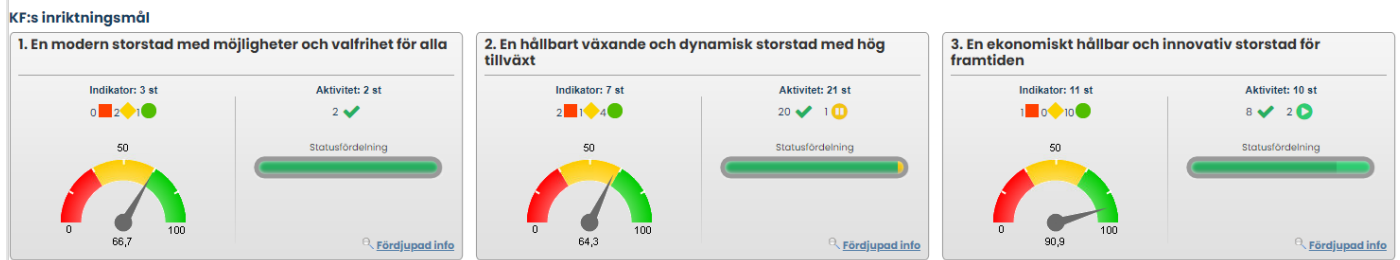 KF:s inriktningsmål
1. En modern storstad med möjligheter och valfrihet för alla
Indikator: 3 st
0 2 1
Aktivitet: 2 st
2
Statusfördelning
50
0
100
66,7
Fördjupad info
2. En hållbart växande och dynamisk storstad med hög
tillväxt
Indikator: 7 st
2 1 4
Aktivitet: 21 st
20 1
Statusfördelning
50
0
100
64,3
Fördjupad info
3. En ekonomiskt hållbar och innovativ storstad för
framtiden
Indikator: 11 st
1 0 10
Aktivitet: 10 st
8 2
Statusfördelning
50
0
100
90,9
Fördjupad info